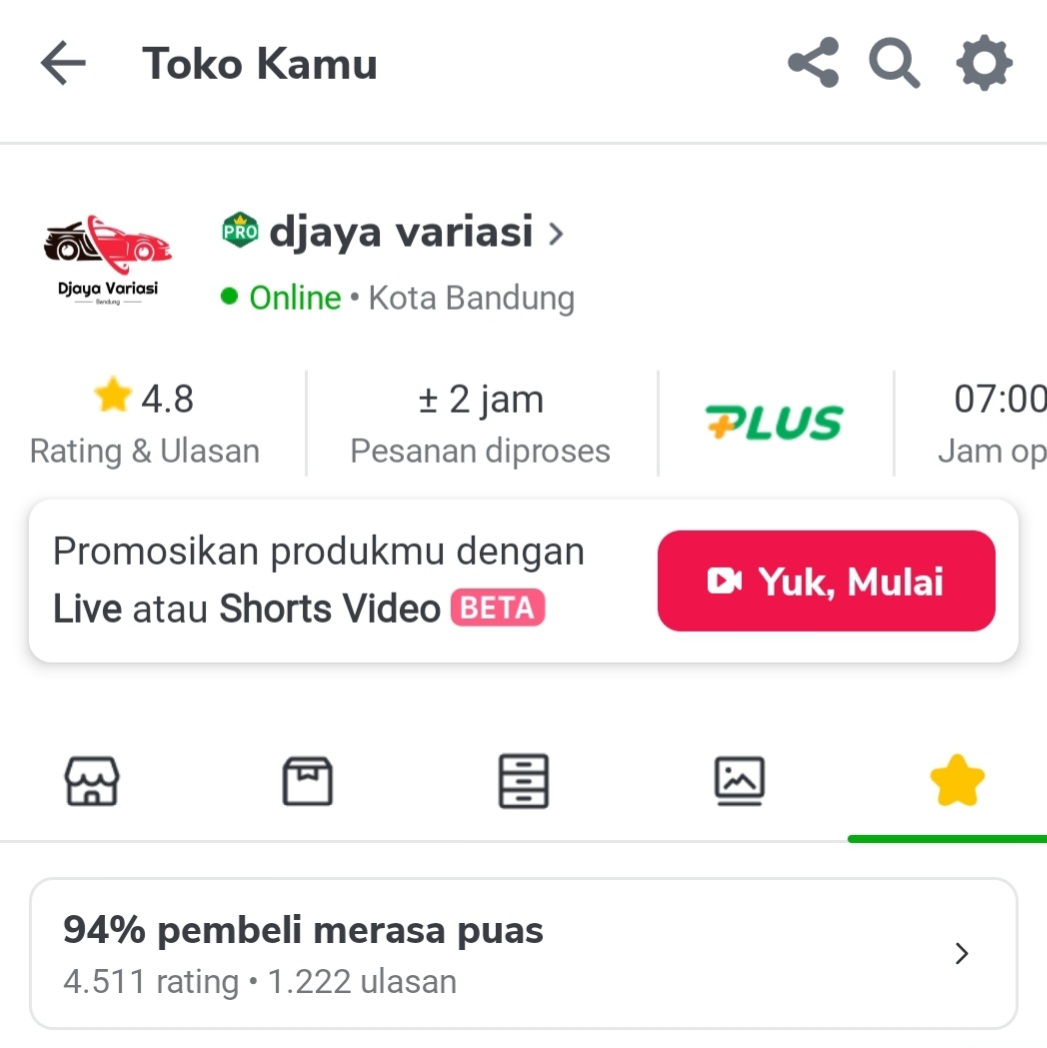 Toko Kamu
PRO djaya variasi
Online • Kota Bandung
Djaya Variasi
Bandung
4.8
Rating & Ulasan
± 2 jam
Pesanan diproses
PLUS
07:00
Jam op
Promosikan produkmu dengan
Live atau Shorts Video BETA
Yuk, Mulai
94% pembeli merasa puas
4.511 rating • 1.222 ulasan